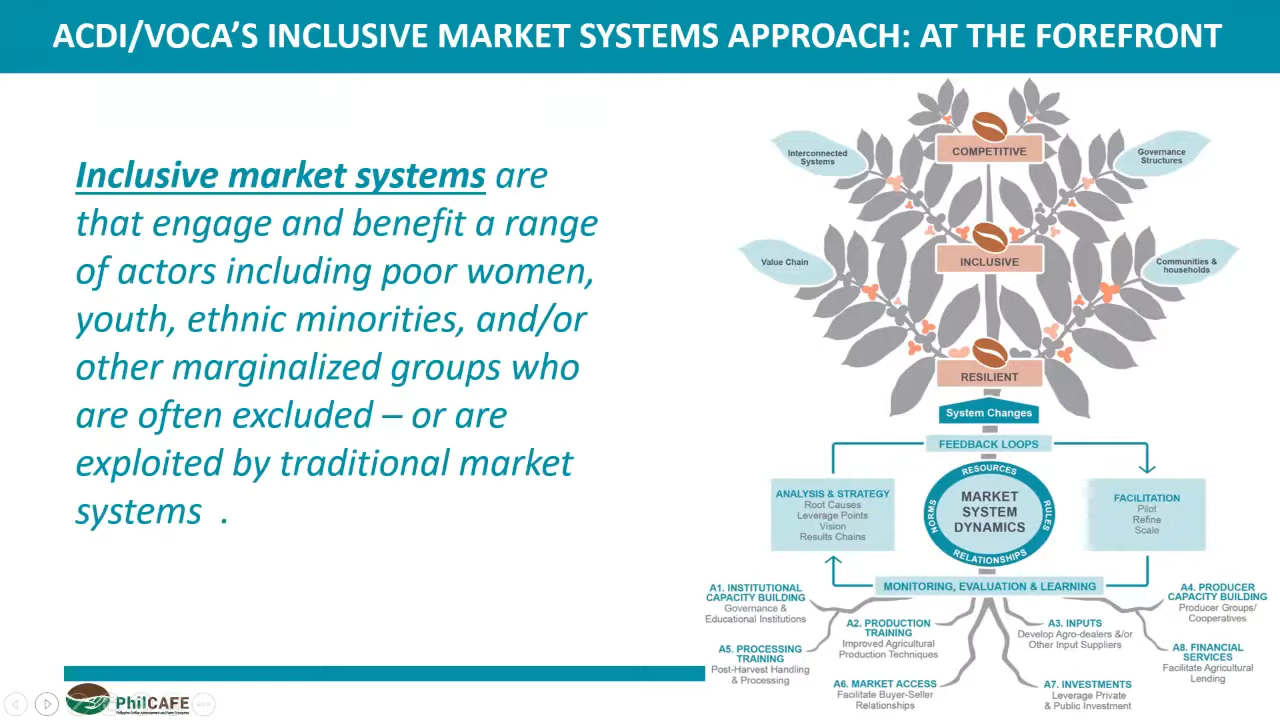 ACDI/VOCA'S INCLUSIVE MARKET SYSTEMS APPROACH: AT THE FOREFRONT
Inclusive market systems are
that engage and benefit a range
of actors including poor women,
youth, ethnic minorities, and/or
other marginalized groups who
are often excluded – or are
exploited by traditional market
systems .
COMPETITIVE
Interconnected
Systems
Governance
Structures
INCLUSIVE
Value Chain
Communities &
households
RESILIENT
System Changes
FEEDBACK LOOPS
ANALYSIS & STRATEGY
Root Causes
Leverage Points
Vision
Results Chains
RESOURCES
NORMS
MARKET
SYSTEM
DYNAMICS
RULES
RELATIONSHIPS
FACILITATION
Pilot
Refine
Scale
MONITORING, EVALUATION & LEARNING
A1. INSTITUTIONAL
CAPACITY BUILDING
Governance &
Educational Institutions
A2. PRODUCTION
TRAINING
Improved Agricultural
Production Techniques
A3. INPUTS
Develop Agro-dealers &/or
Other Input Suppliers
A4. PRODUCER
CAPACITY BUILDING
Producer Groups/
Cooperatives
A5. PROCESSING
TRAINING
Post-Harvest Handling
& Processing
A6. MARKET ACCESS
Facilitate Buyer-Seller
Relationships
A7. INVESTMENTS
Leverage Private
& Public Investment
A8. FINANCIAL
SERVICES
Facilitate Agricultural
Lending
PhilCAFE